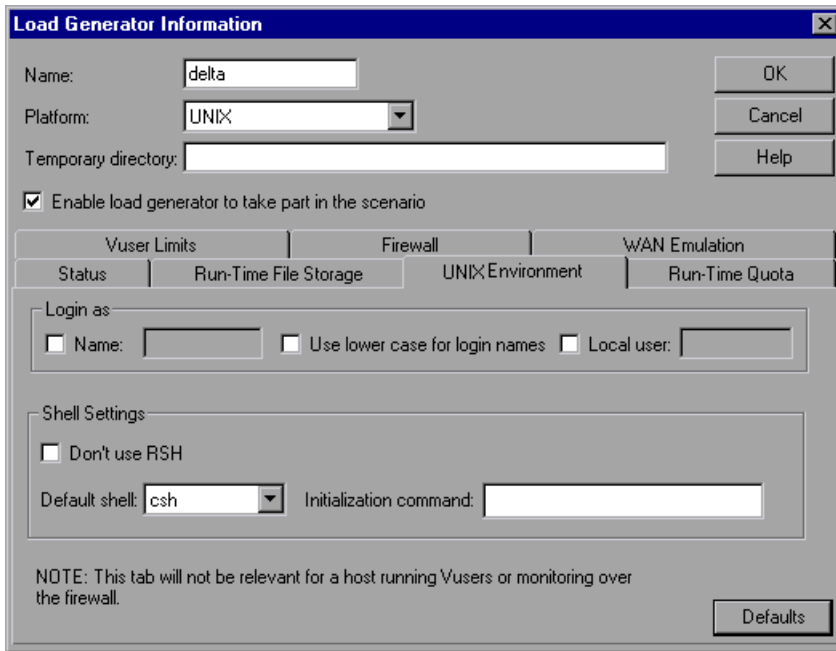 Load Generator Information
Name: delta OK
Platform: UNIX Cancel
Temporary directory: Help
Enable load generator to take part in the scenario
Vuser Limits Firewall WAN Emulation
Status Run-Time File Storage UNIX Environment Run-Time Quota
Login as
Name: Use lower case for login names Local user:
Shell Settings
Don't use RSH
Default shell: csh Initialization command:
NOTE: This tab will not be relevant for a host running Vusers or monitoring over
the firewall.
Defaults